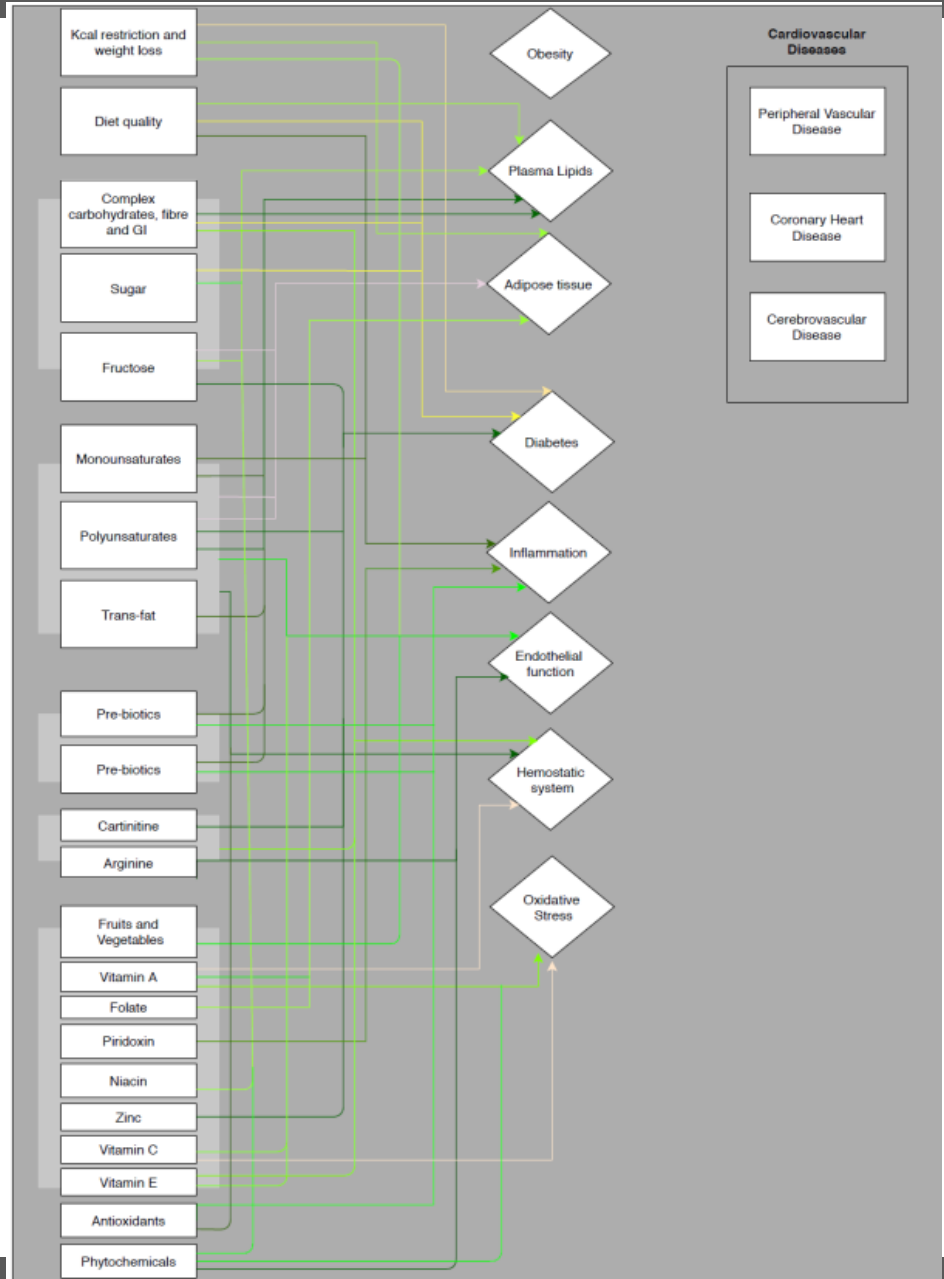 Kcal restriction and
weight loss
Diet quality
Complex
carbohydrates, fibre
and GI
Sugar
Fructose
Monounsaturates
Polyunsaturates
Trans-fat
Pre-biotics
Pre-biotics
Cartinitine
Arginine
Fruits and
Vegetables
Vitamin A
Folate
Piridoxin
Niacin
Zinc
Vitamin C
Vitamin E
Antioxidants
Phytochemicals
Obesity
Plasma Lipids
Adipose tissue
Diabetes
Inflammation
Endothelial
function
Hemostatic
system
Oxidative
Stress
Cardiovascular
Diseases
Peripheral Vascular
Disease
Coronary Heart
Disease
Cerebrovascular
Disease